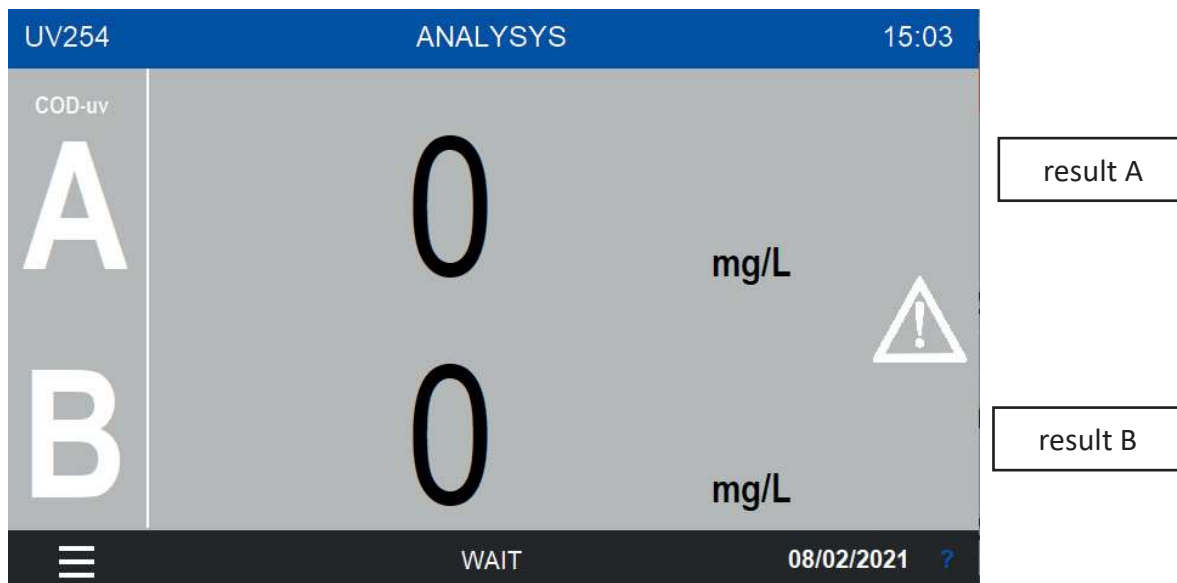 UV254 ANALYSYS 15:03
COD-uv
A 0 mg/L
result A
B 0 mg/L
result B
WAIT 08/02/2021 ?